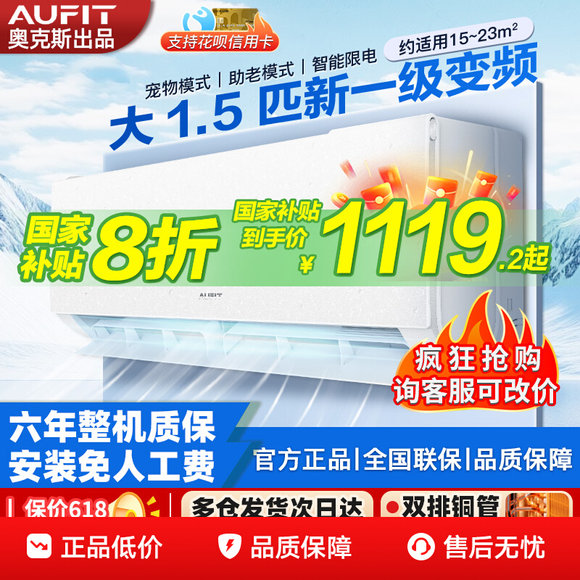 AUFIT
奥克斯出品
支持花呗信用卡
约适用15~23m²
宠物模式|助老模式|智能限电
大1.5匹新一级变频
国家补贴8折
国家补贴到手价¥1119.2起
AUFIT
疯狂抢购
询客服可改价
六年整机质保
安装免人工费
官方正品|全国联保|品质保障
保价618
多仓发货次日达
双排铜管
正品低价
品质保障
售后无忧